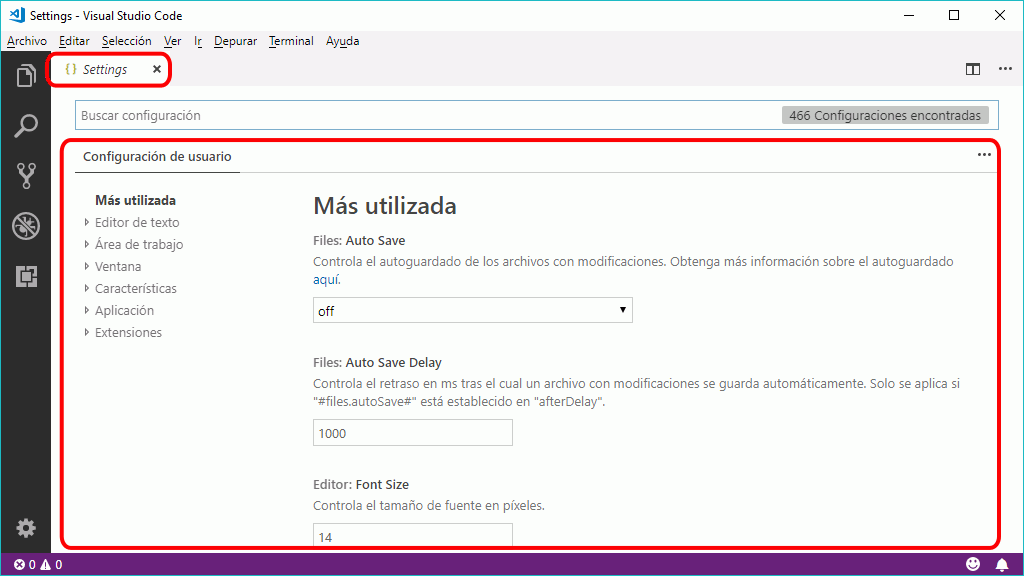 Settings - Visual Studio Code
Archivo Editar Selección Ver Ir Depurar Terminal Ayuda
{ } Settings
Buscar configuración 466 Configuraciones encontradas
Configuración de usuario
Más utilizada
Editor de texto
Área de trabajo
Ventana
Características
Aplicación
Extensiones
Más utilizada
Files: Auto Save
Controla el autoguardado de los archivos con modificaciones. Obtenga más información sobre el autoguardado
aquí.
off
Files: Auto Save Delay
Controla el retraso en ms tras el cual un archivo con modificaciones se guarda automáticamente. Solo se aplica si
"#files.autoSave#" está establecido en "afterDelay".
1000
Editor: Font Size
Controla el tamaño de fuente en píxeles.
14
0 0